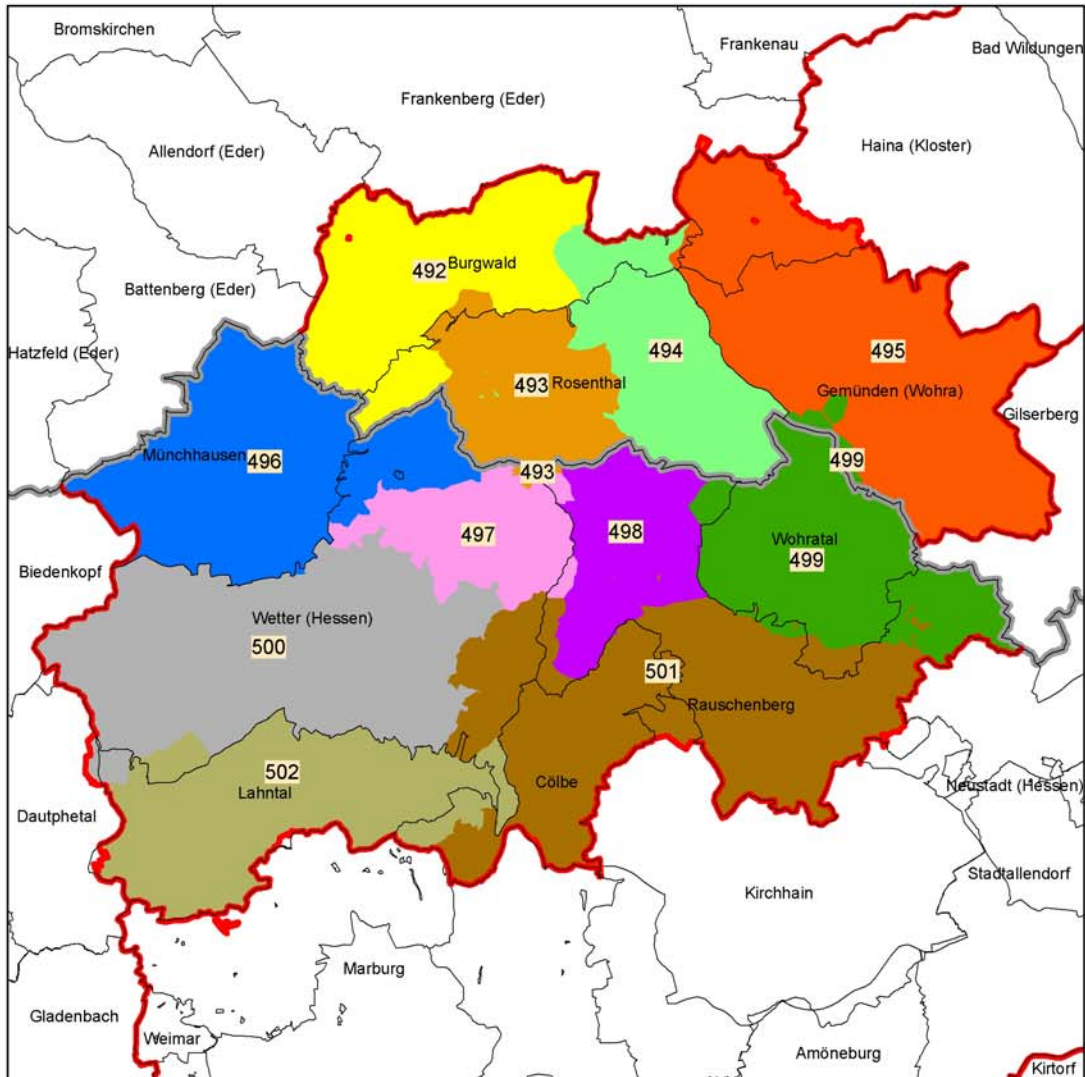 Bromskirchen
Frankenau
Bad Wildungen
Frankenberg (Eder)
Haina (Kloster)
Allendorf (Eder)
492
Burgwald
Battenberg (Eder)
Hatzfeld (Eder)
494
495
493
Rosenthal
Gemünden (Wohra)
Gilserberg
Münchhausen
496
499
493
497
498
Wohratal
499
Biedenkopf
Wetter (Hessen)
500
501
Rauschenberg
502
Lahntal
Cölbe
Neustadt (Hessen)
Dautphetal
Stadtallendorf
Kirchhain
Marburg
Gladenbach
Weimar
Amöneburg
Kirtorf